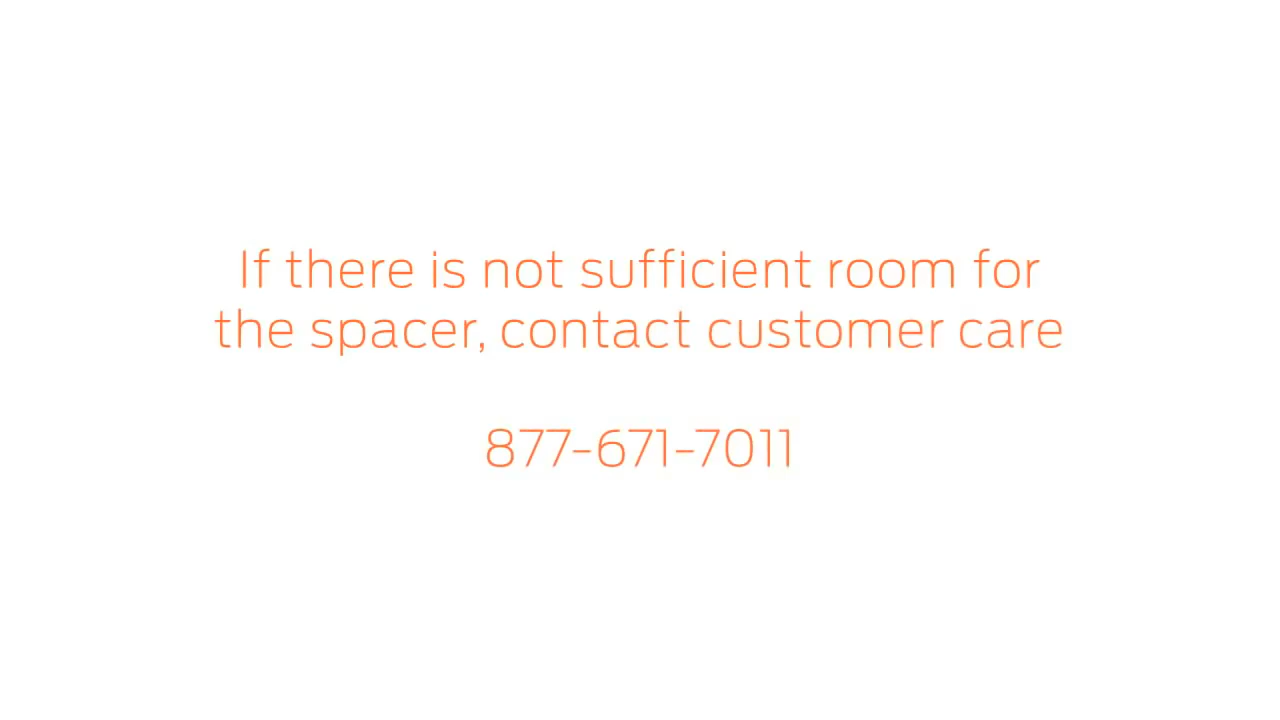 If there is not sufficient room for
the spacer, contact customer care
877-671-7011